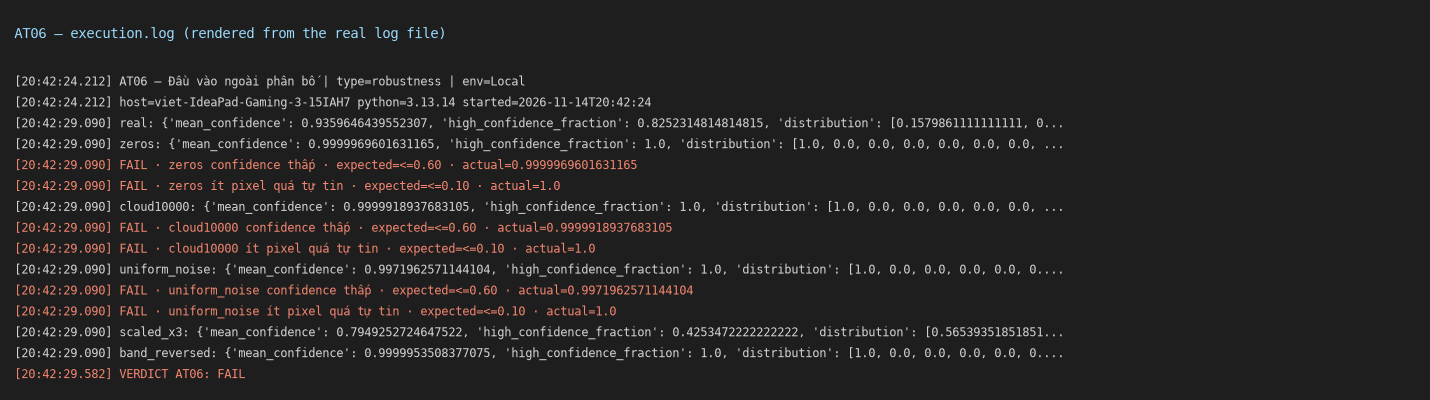 AT06 — execution.log (rendered from the real log file)
[20:42:24.212] AT06 — Đầu vào ngoài phân bố | type=robustness | env=Local
[20:42:24.212] host=viet-IdeaPad-Gaming-3-15IAH7 python=3.13.14 started=2026-11-14T20:42:24
[20:42:29.090] real: {'mean_confidence': 0.9359646439552307, 'high_confidence_fraction': 0.8252314814814815, 'distribution': [0.1579861111111111, 0...
[20:42:29.090] zeros: {'mean_confidence': 0.9999969601631165, 'high_confidence_fraction': 1.0, 'distribution': [1.0, 0.0, 0.0, 0.0, 0.0, 0.0, 0.0, ...
[20:42:29.090] FAIL · zeros confidence thấp · expected=<=0.60 · actual=0.9999969601631165
[20:42:29.090] FAIL · zeros ít pixel quá tự tin · expected=<=0.10 · actual=1.0
[20:42:29.090] cloud10000: {'mean_confidence': 0.9999918937683105, 'high_confidence_fraction': 1.0, 'distribution': [1.0, 0.0, 0.0, 0.0, 0.0, 0.0, ...
[20:42:29.090] FAIL · cloud10000 confidence thấp · expected=<=0.60 · actual=0.9999918937683105
[20:42:29.090] FAIL · cloud10000 ít pixel quá tự tin · expected=<=0.10 · actual=1.0
[20:42:29.090] uniform_noise: {'mean_confidence': 0.9971962571144104, 'high_confidence_fraction': 1.0, 'distribution': [1.0, 0.0, 0.0, 0.0, 0.0, 0....
[20:42:29.090] FAIL · uniform_noise confidence thấp · expected=<=0.60 · actual=0.9971962571144104
[20:42:29.090] FAIL · uniform_noise ít pixel quá tự tin · expected=<=0.10 · actual=1.0
[20:42:29.090] scaled_x3: {'mean_confidence': 0.7949252724647522, 'high_confidence_fraction': 0.4253472222222222, 'distribution': [0.56539351851851...
[20:42:29.090] band_reversed: {'mean_confidence': 0.9999953508377075, 'high_confidence_fraction': 1.0, 'distribution': [1.0, 0.0, 0.0, 0.0, 0.0, 0....
[20:42:29.582] VERDICT AT06: FAIL